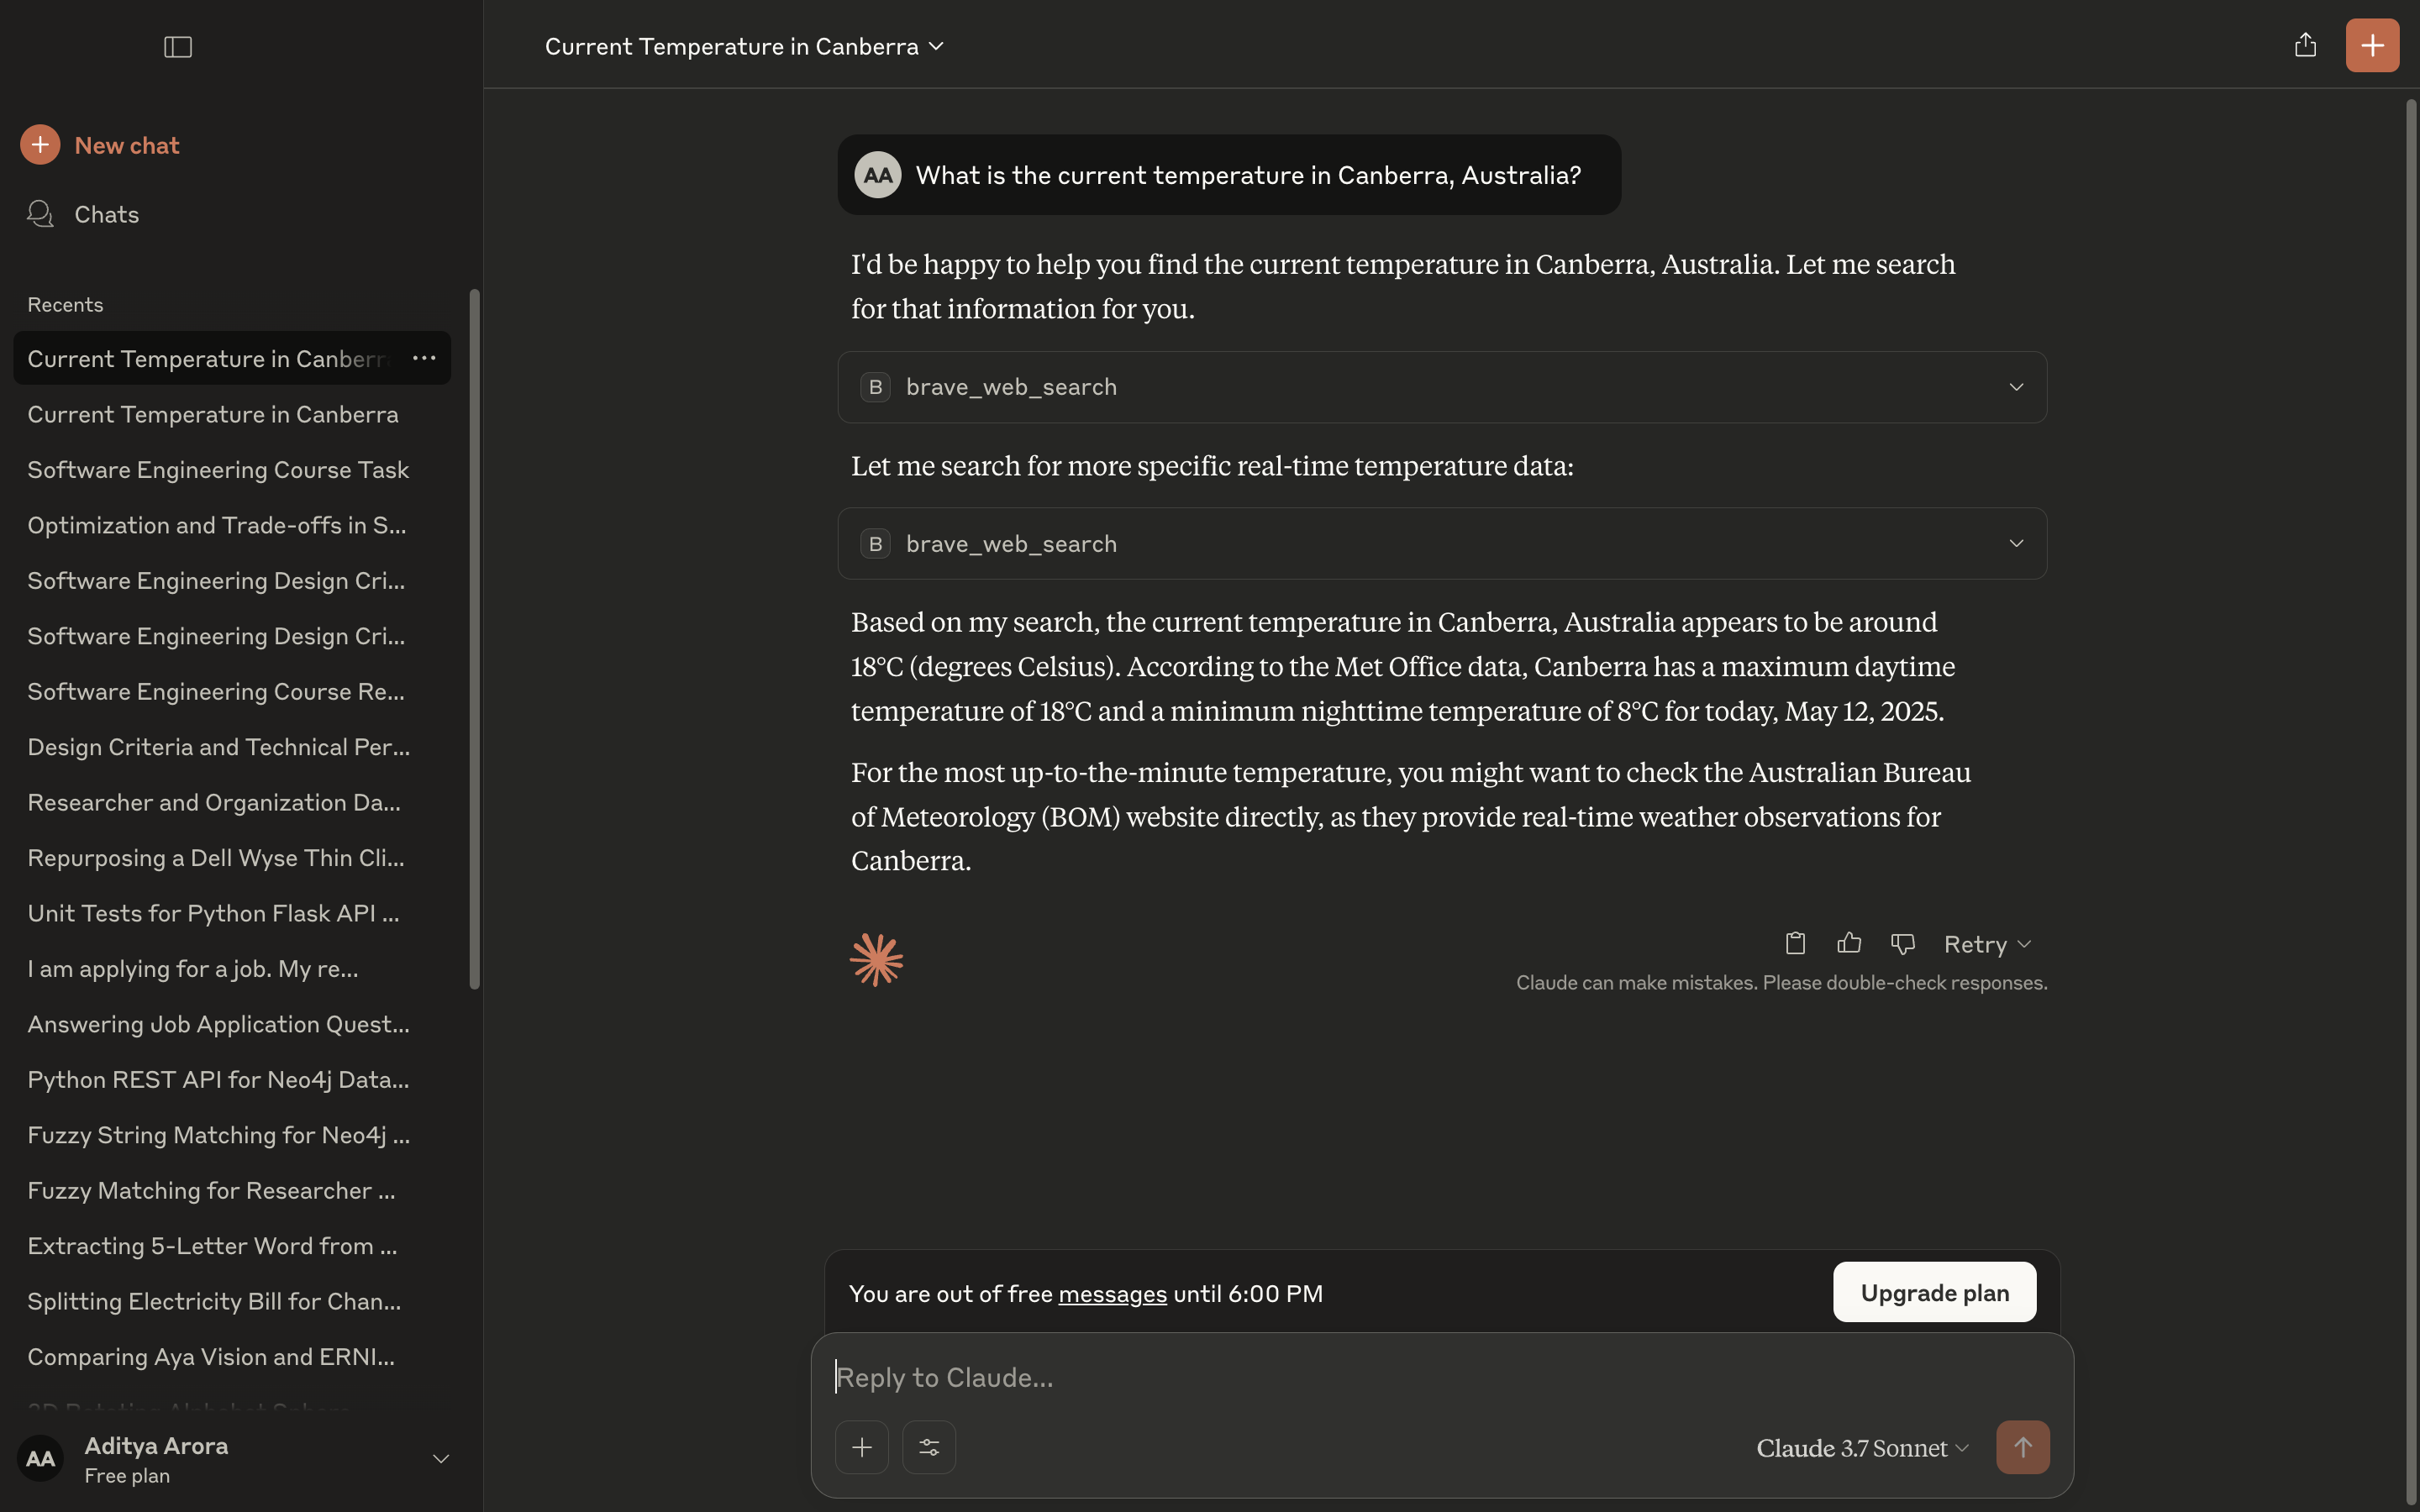 New chat
Chats
Recents
Current Temperature in Canberr
Current Temperature in Canberra
Software Engineering Course Task
Optimization and Trade-offs in S...
Software Engineering Design Cri...
Software Engineering Design Cri...
Software Engineering Course Re...
Design Criteria and Technical Per...
Researcher and Organization Da...
Repurposing a Dell Wyse Thin Cli...
Unit Tests for Python Flask API ...
I am applying for a job. My re...
Answering Job Application Quest...
Python REST API for Neo4j Data...
Fuzzy String Matching for Neo4j ...
Fuzzy Matching for Researcher ...
Extracting 5-Letter Word from ...
Splitting Electricity Bill for Chan...
Comparing Aya Vision and ERNI...
AA
Aditya Arora
Free plan
Current Temperature in Canberra
AA What is the current temperature in Canberra, Australia?
I'd be happy to help you find the current temperature in Canberra, Australia. Let me search
for that information for you.
B brave_web_search
Let me search for more specific real-time temperature data:
B brave_web_search
Based on my search, the current temperature in Canberra, Australia appears to be around
18°C (degrees Celsius). According to the Met Office data, Canberra has a maximum daytime
temperature of 18°C and a minimum nighttime temperature of 8°C for today, May 12, 2025.
For the most up-to-the-minute temperature, you might want to check the Australian Bureau
of Meteorology (BOM) website directly, as they provide real-time weather observations for
Canberra.
Retry
Claude can make mistakes. Please double-check responses.
You are out of free messages until 6:00 PM
Upgrade plan
Reply to Claude...
Claude 3.7 Sonnet